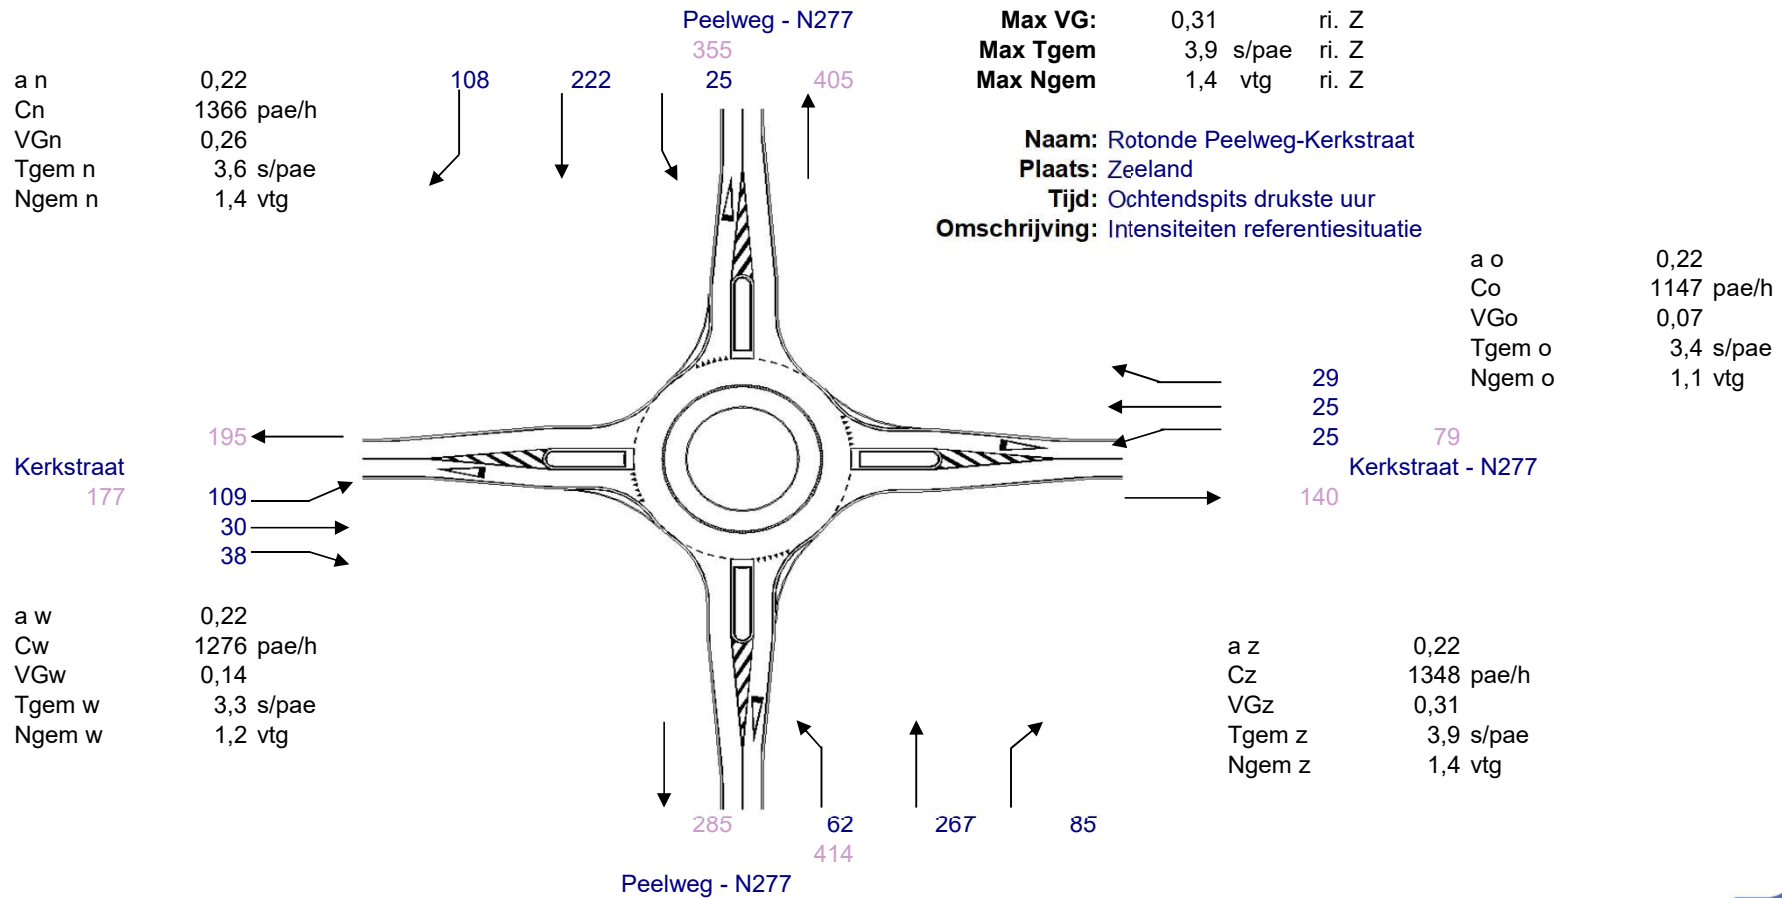 Peelweg - N277
355
108 222 25 405
a n 0,22
Cn 1366 pae/h
VGn 0,26
Tgem n 3,6 s/pae
Ngem n 1,4 vtg
Max VG: 0,31 ri. Z
Max Tgem 3,9 s/pae ri. Z
Max Ngem 1,4 vtg ri. Z
Naam: Rotonde Peelweg-Kerkstraat
Plaats: Zeeland
Tijd: Ochtendspits drukste uur
Omschrijving: Intensiteiten referentiesituatie
a o 0,22
Co 1147 pae/h
VGo 0,07
Tgem o 3,4 s/pae
Ngem o 1,1 vtg
29
25
25 79
Kerkstraat - N277
140
195
Kerkstraat
177 109
30
38
a w 0,22
Cw 1276 pae/h
VGw 0,14
Tgem w 3,3 s/pae
Ngem w 1,2 vtg
a z 0,22
Cz 1348 pae/h
VGz 0,31
Tgem z 3,9 s/pae
Ngem z 1,4 vtg
285 62 267 85
414
Peelweg - N277